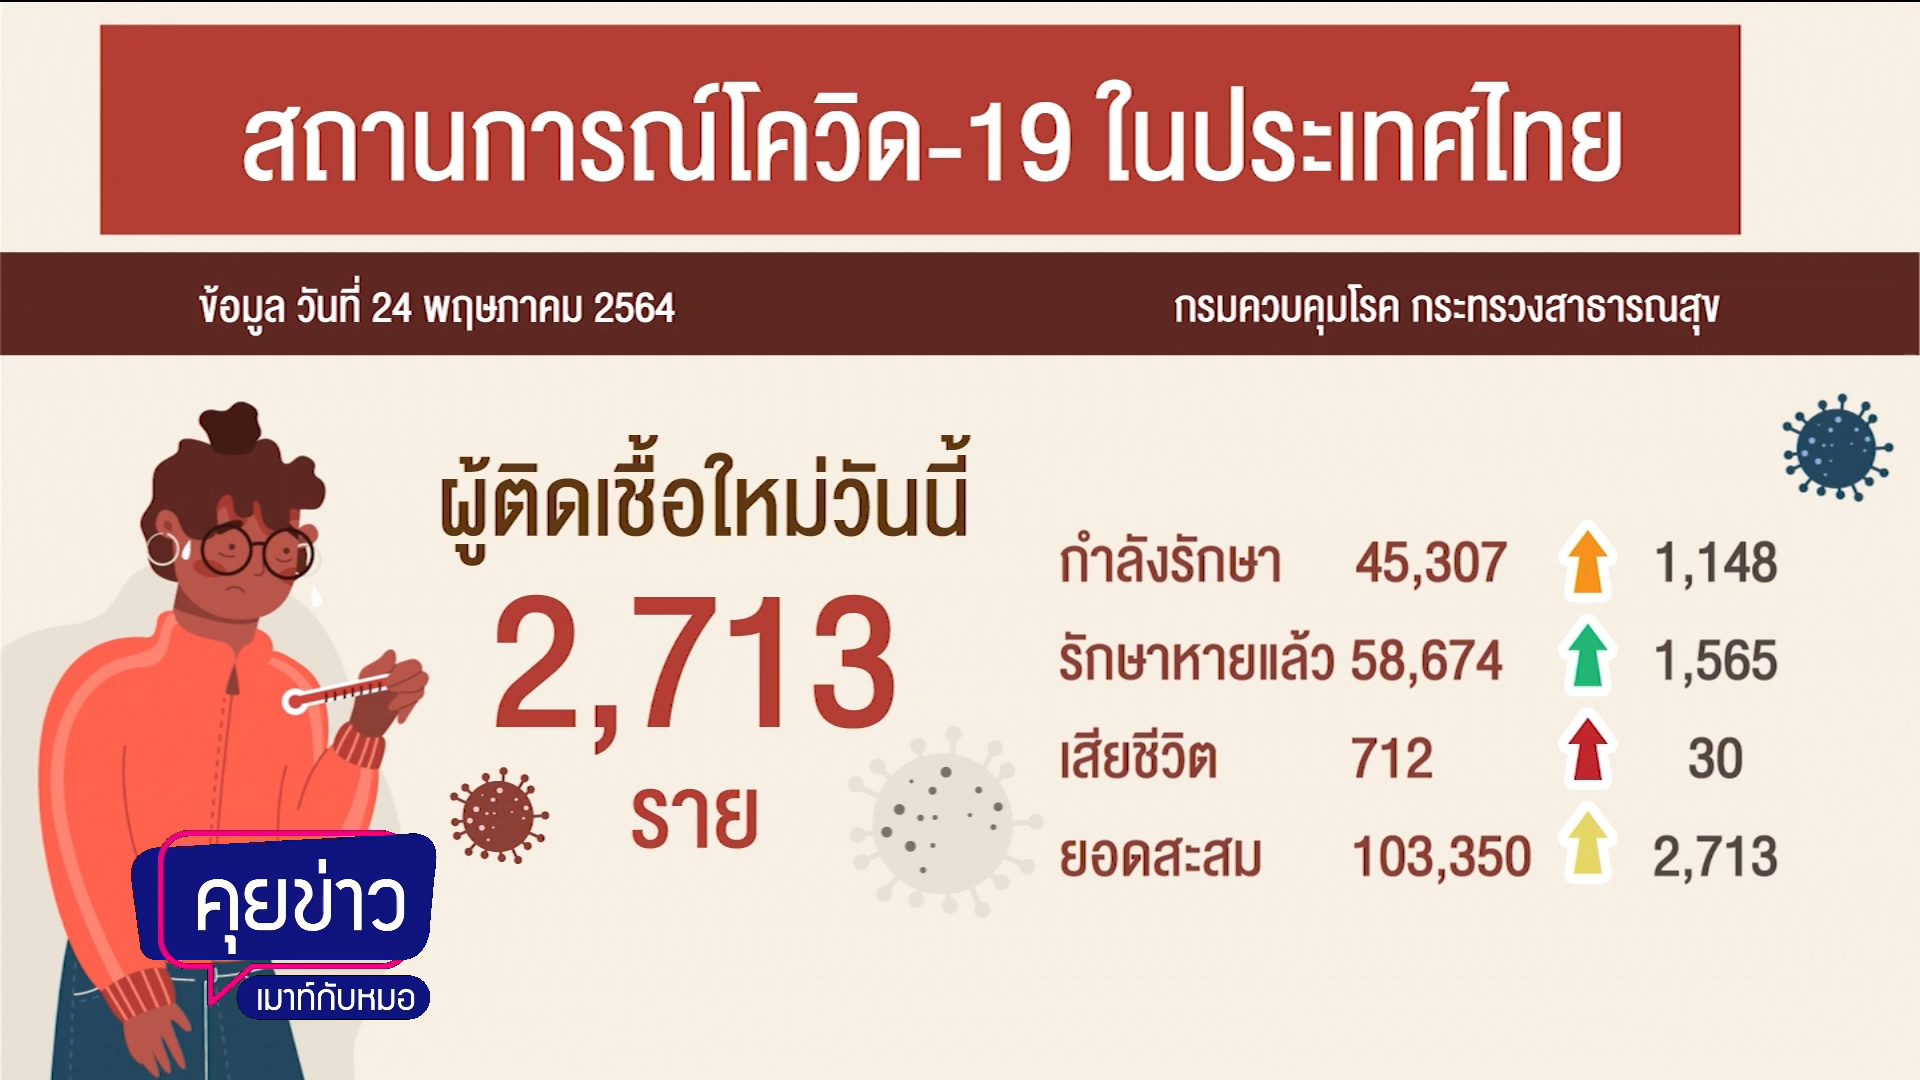 สถานการณ์โควิด-19 ในประเทศไทย
ข้อมูล วันที่ 24 พฤษภาคม 2564
กรมควบคุมโรค กระทรวงสาธารณสุข
ผู้ติดเชื้อใหม่วันนี้
2,713
ราย
กำลังรักษา 45,307 1,148
รักษาหายแล้ว 58,674 1,565
เสียชีวิต 712 30
ยอดสะสม 103,350 2,713
คุยข่าว
เมาท์กับหมอ